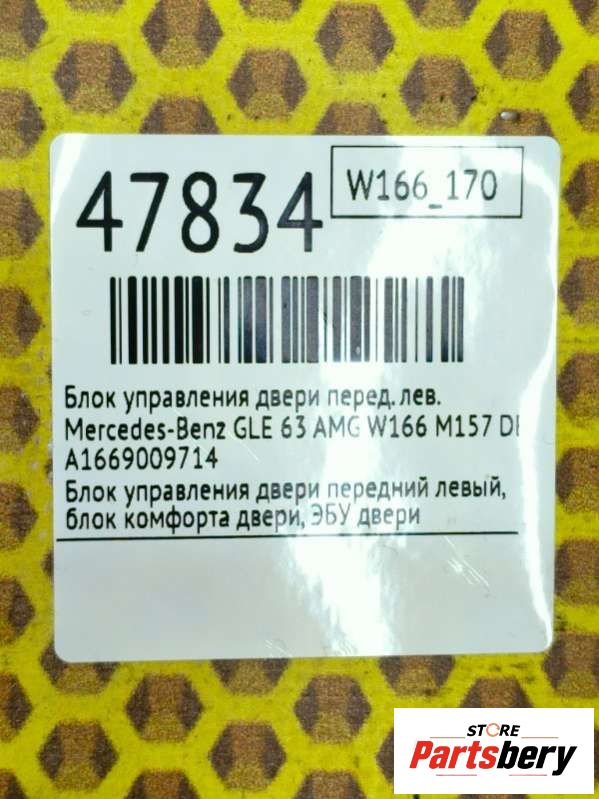 47834
W166_170
Блок управления двери перед. лев.
Mercedes-Benz GLE 63 AMG W166 M157 DE
A1669009714
Блок управления двери передний левый,
блок комфорта двери, ЭБУ двери
STORE
Partsbery